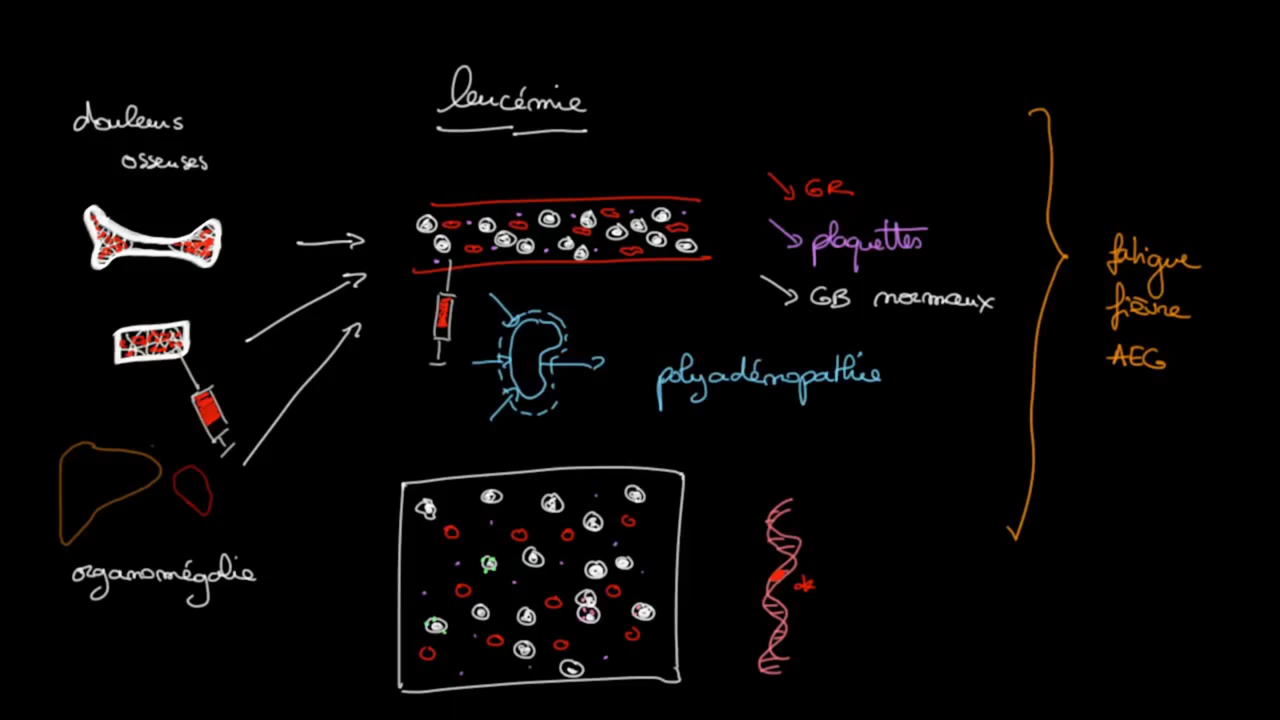 leucémie
douleurs
osseuses
GR
plaquettes
GB normaux
polyadénopathie
organomégalie
fatigue
fièvre
AEG